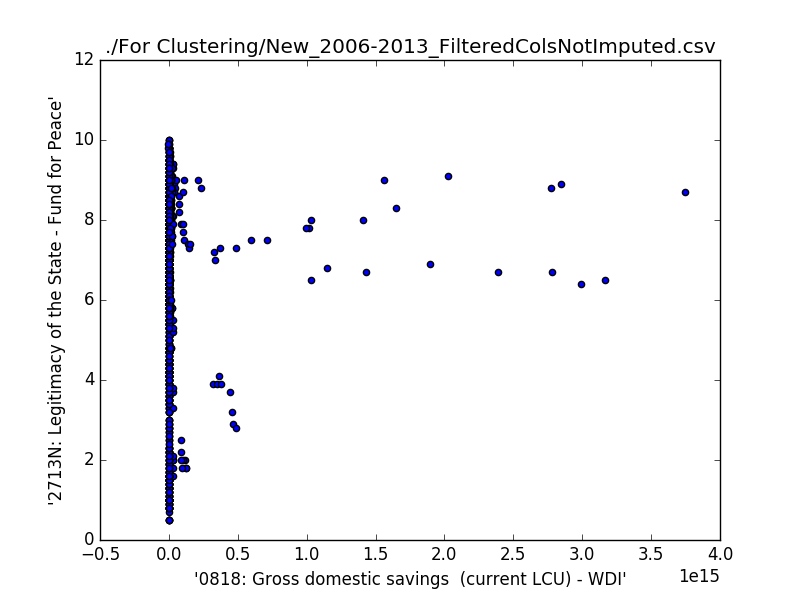 ./For Clustering/New_2006-2013_FilteredColsNotImputed.csv
12
10
8
6
4
2
0
'2713N: Legitimacy of the State - Fund for Peace'
−0.5 0.0 0.5 1.0 1.5 2.0 2.5 3.0 3.5 4.0
1e15
'0818: Gross domestic savings  (current LCU) - WDI'